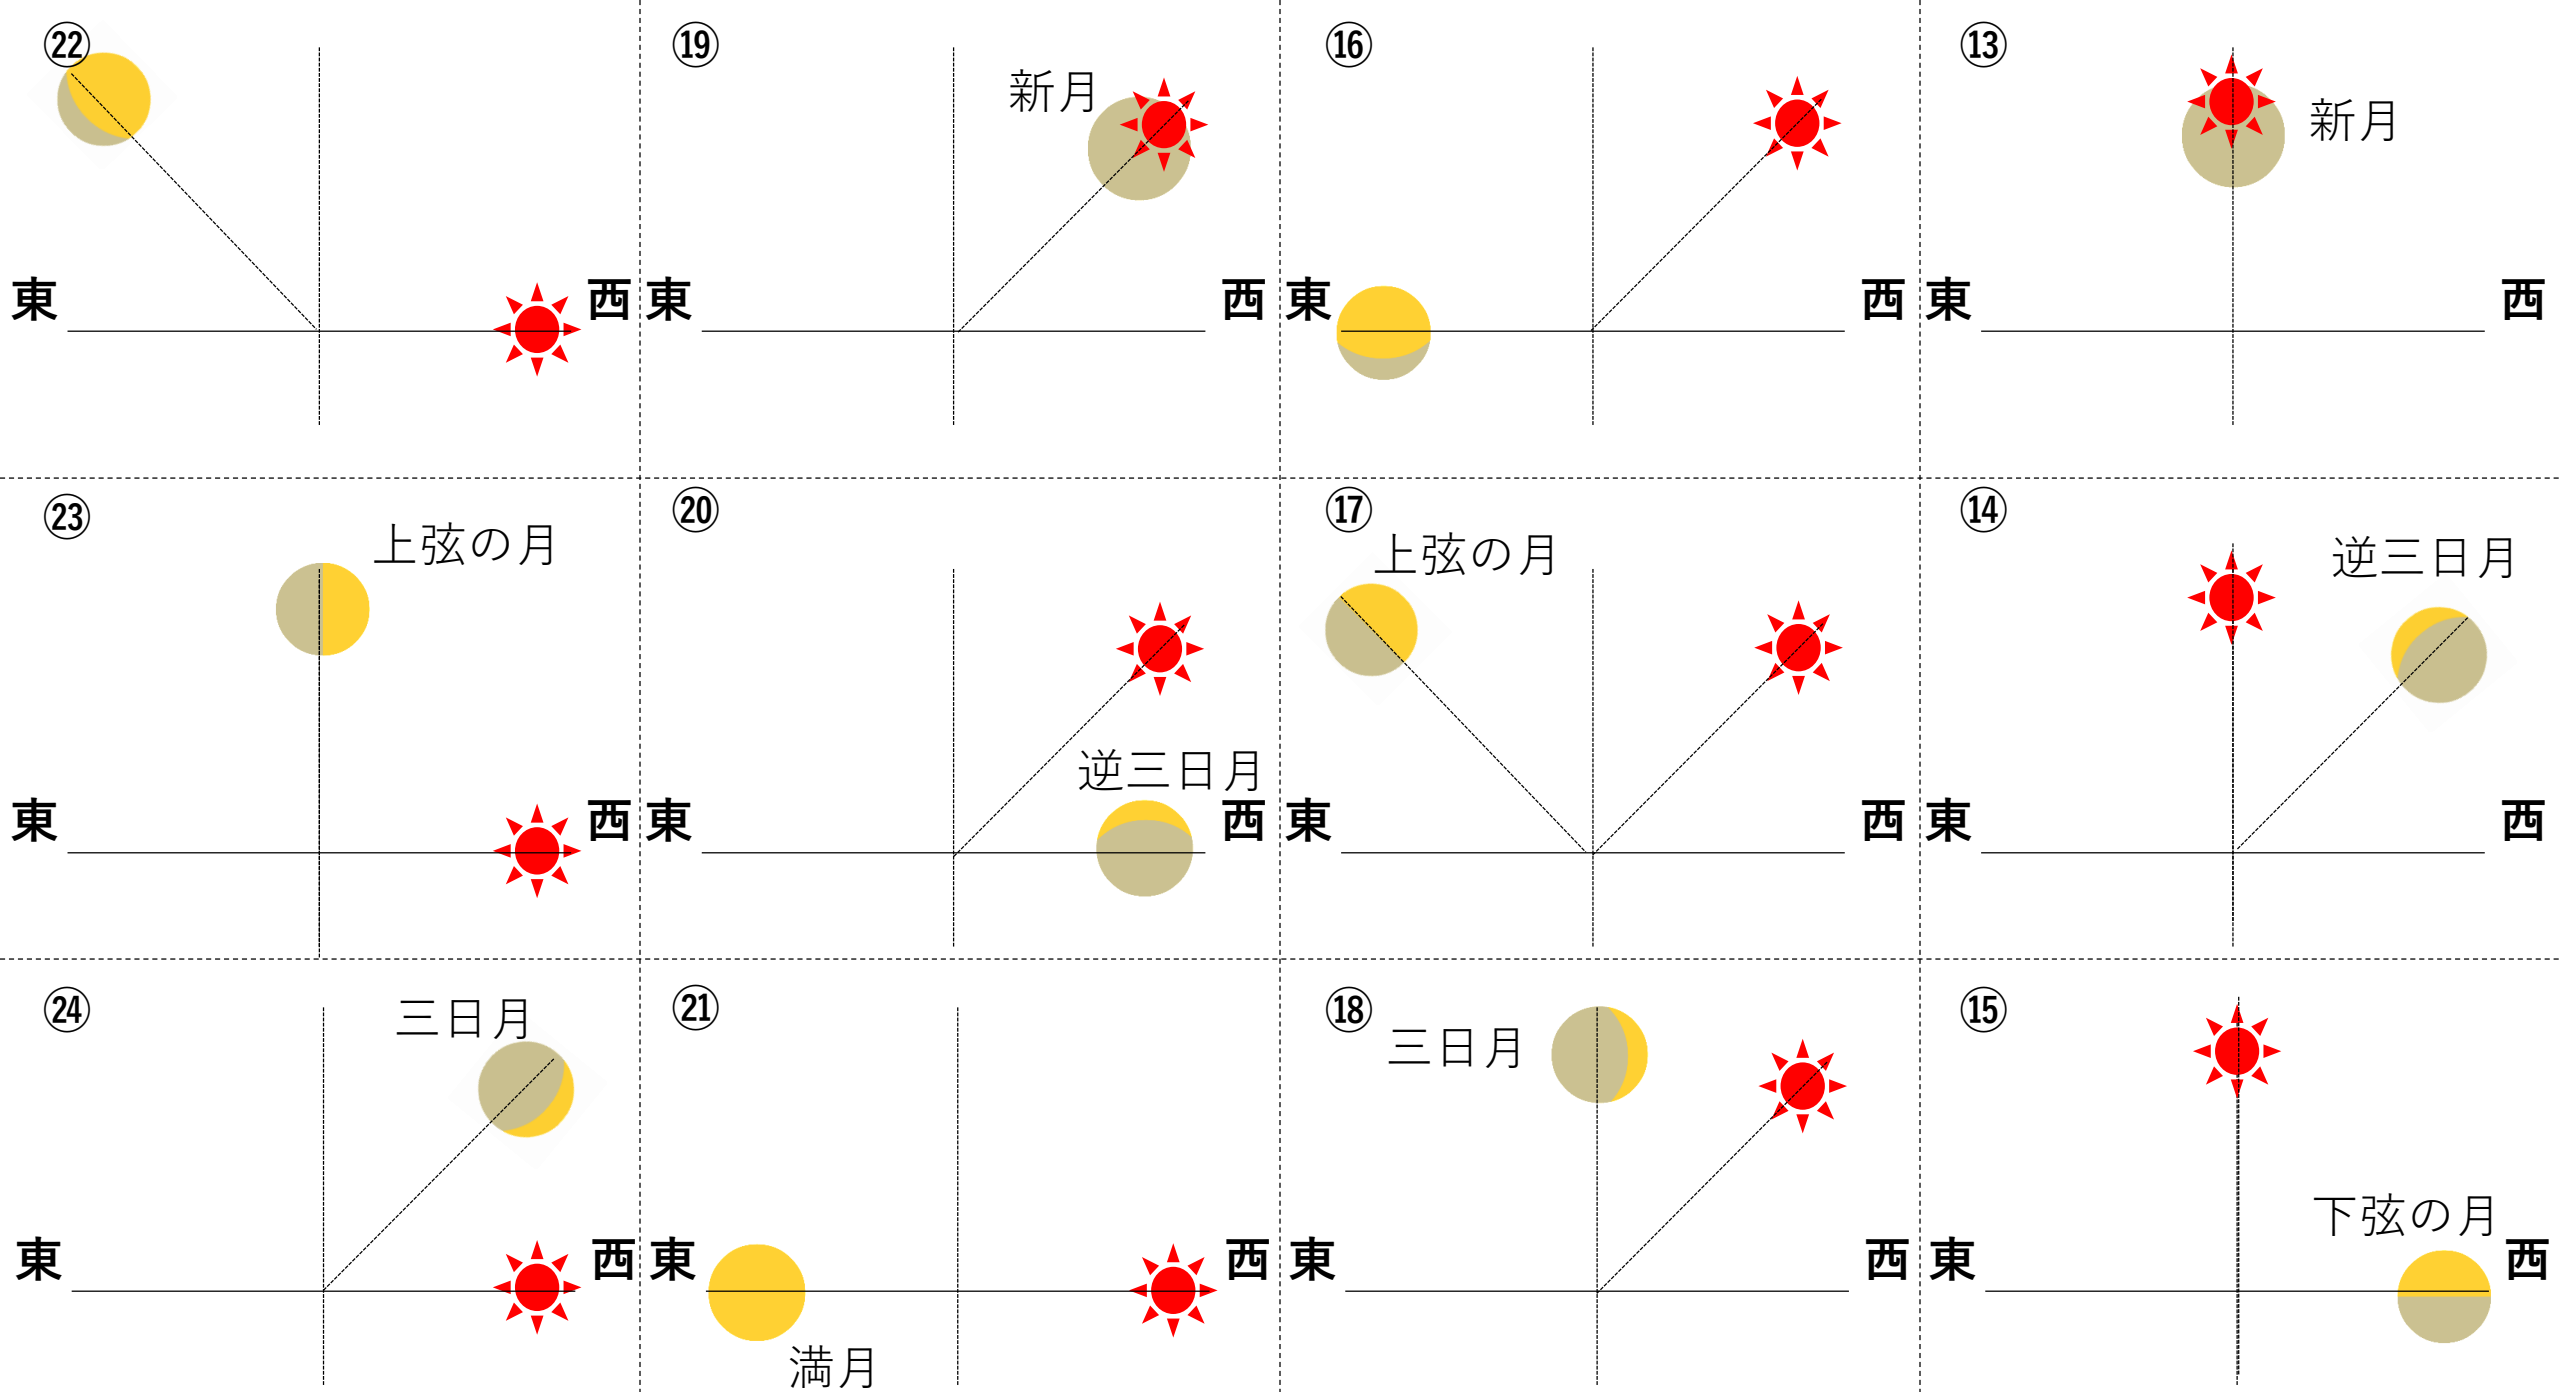 ⑬
新月
東
西
⑭
逆三日月
東
西
⑮
下弦の月
東
西
⑯
東
西
⑰
上弦の月
東
西
⑱
三日月
東
西
⑲
新月
東
西
⑳
逆三日月
東
西
㉑
東
西
満月
㉒
東
西
㉓
上弦の月
東
西
㉔
三日月
東
西